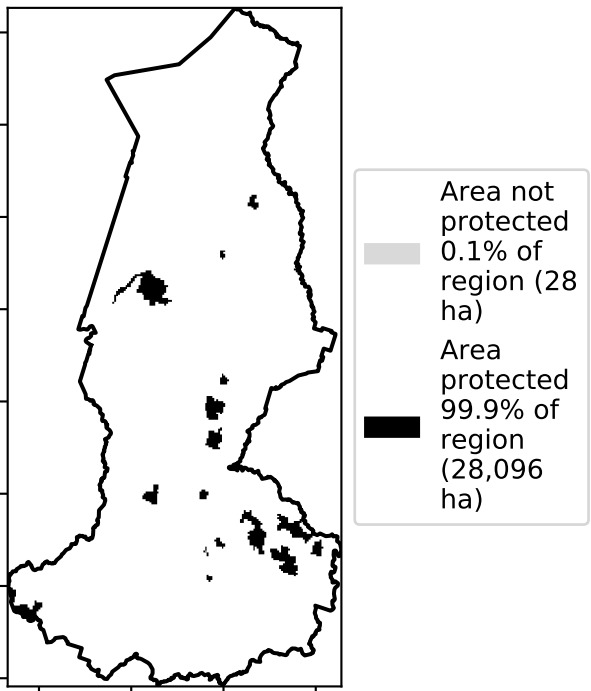 Area not
protected
0.1% of
region (28
ha)
Area
protected
99.9% of
region
(28,096
ha)